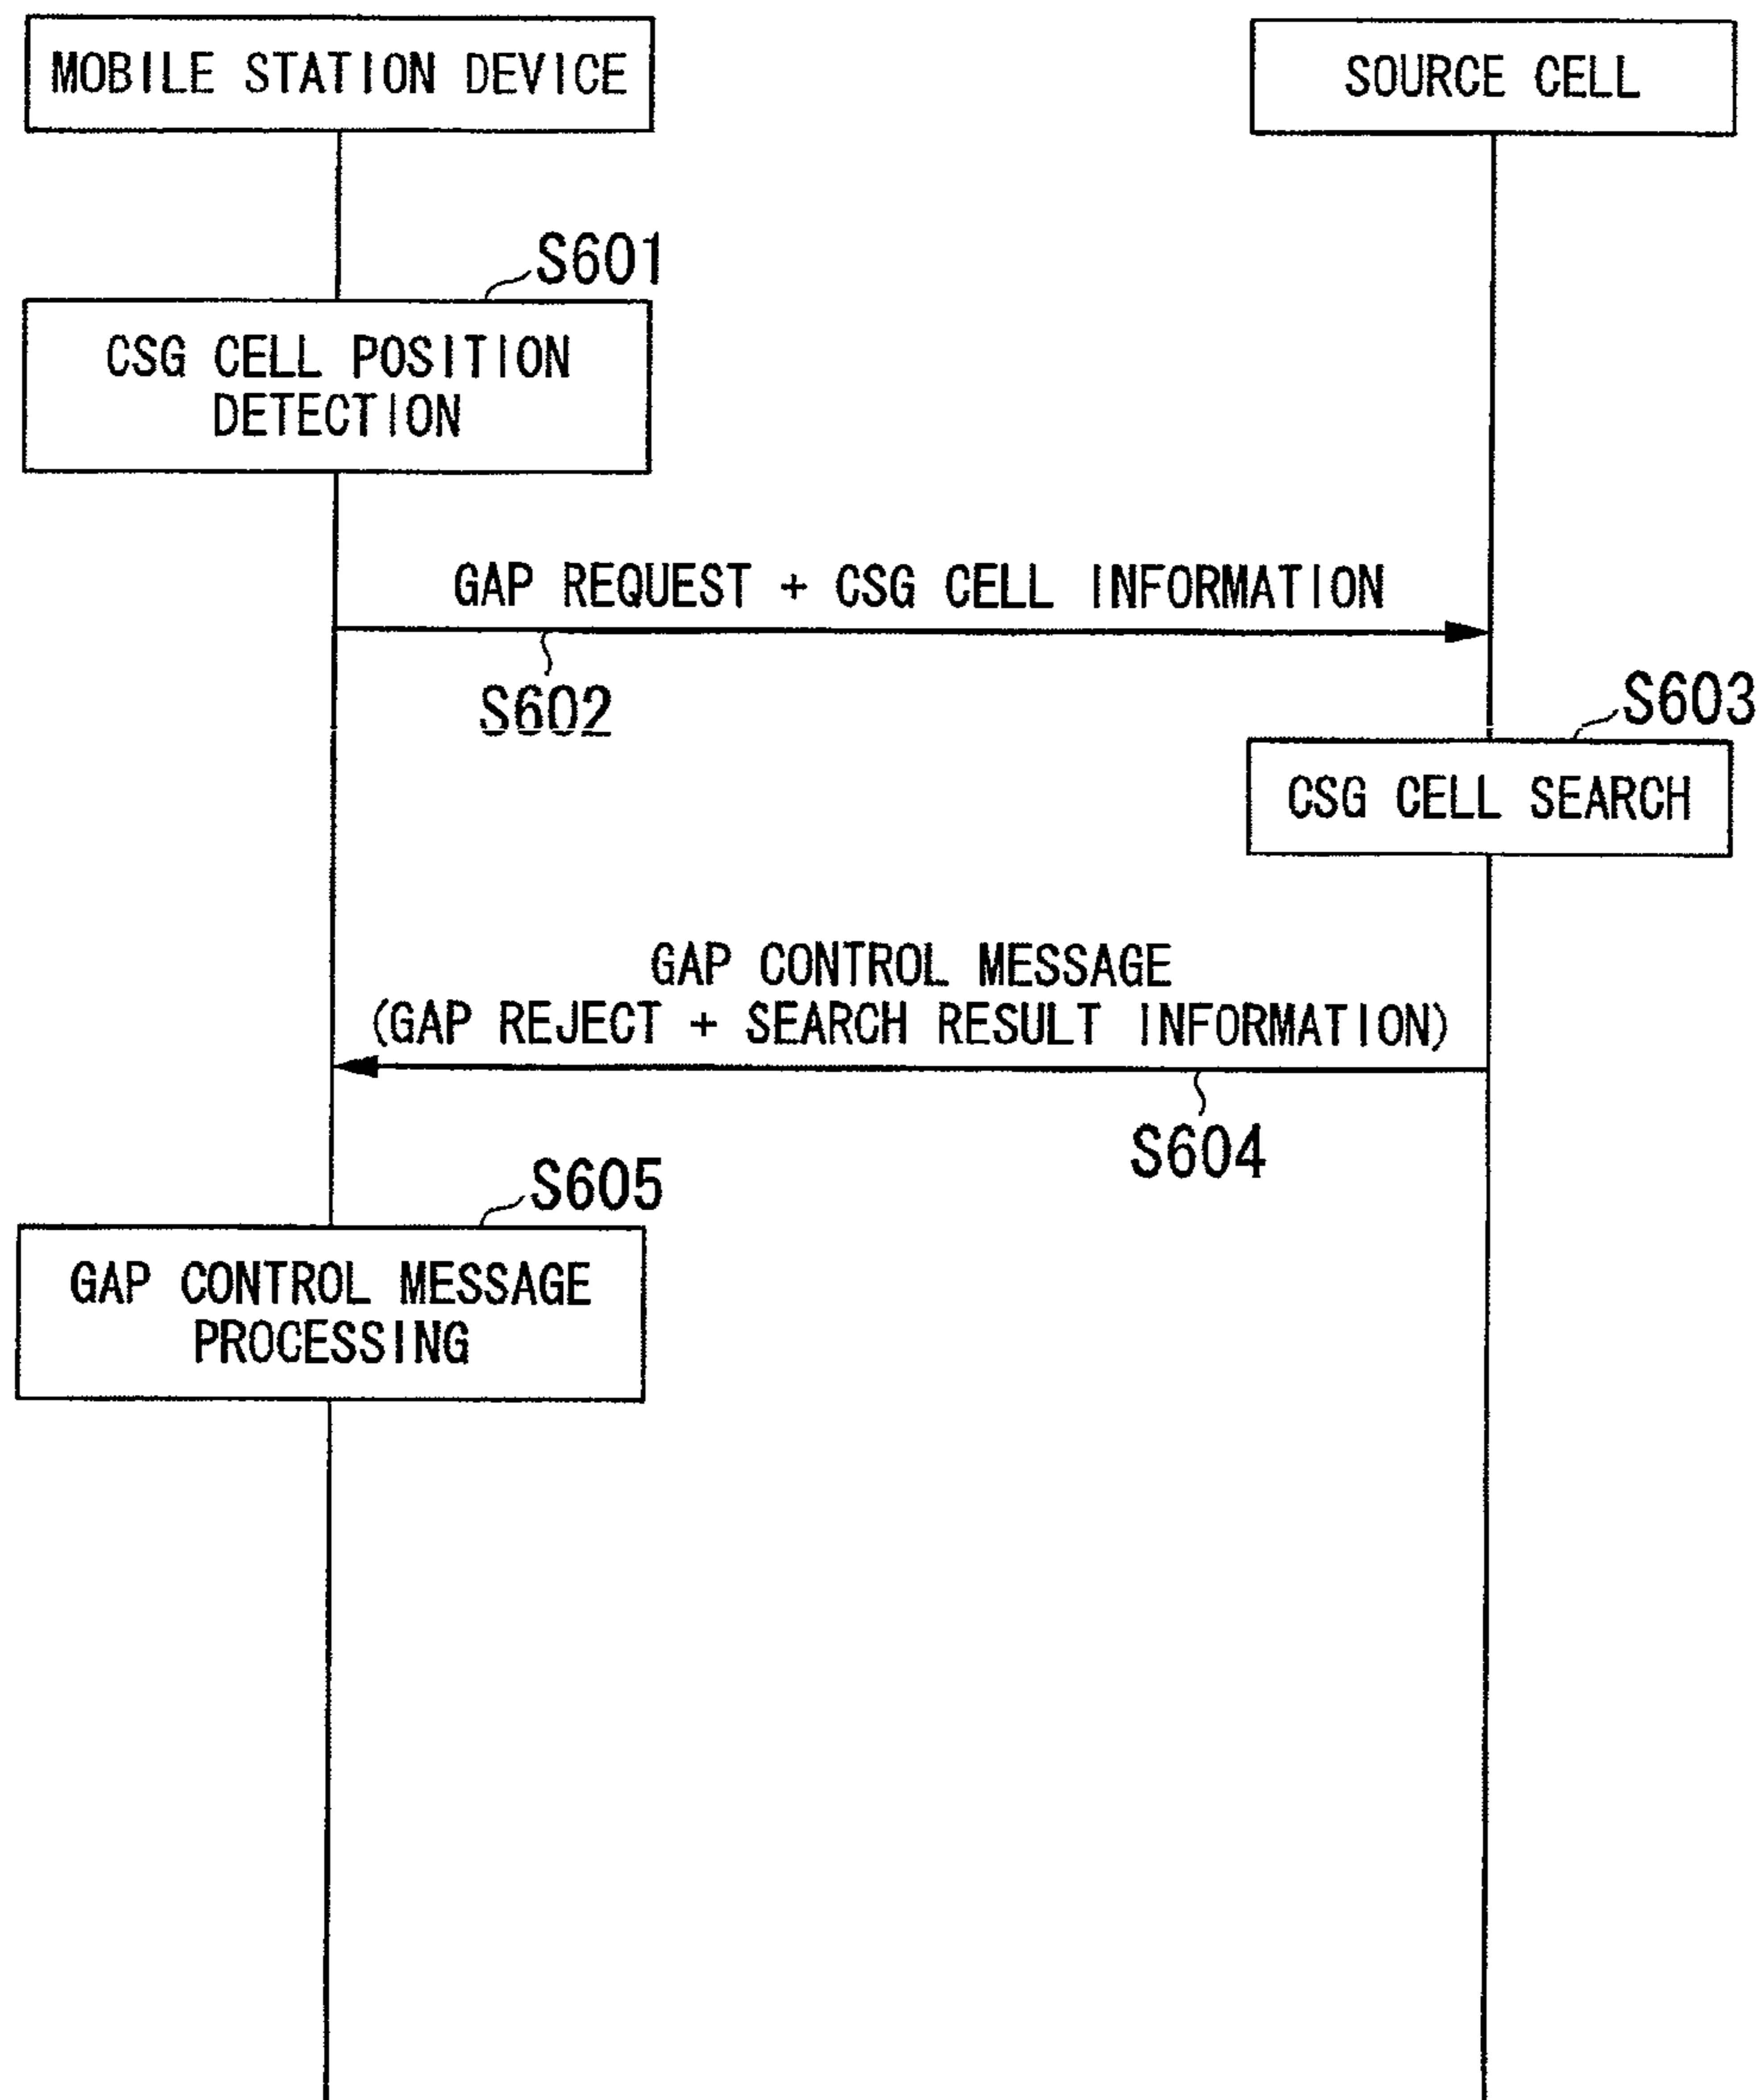 MOBILE STATION DEVICE
SOURCE CELL
S601
CSG CELL POSITION
DETECTION
GAP REQUEST + CSG CELL INFORMATION
S602
S603
CSG CELL SEARCH
GAP CONTROL MESSAGE
(GAP REJECT + SEARCH RESULT INFORMATION)
S604
S605
GAP CONTROL MESSAGE
PROCESSING